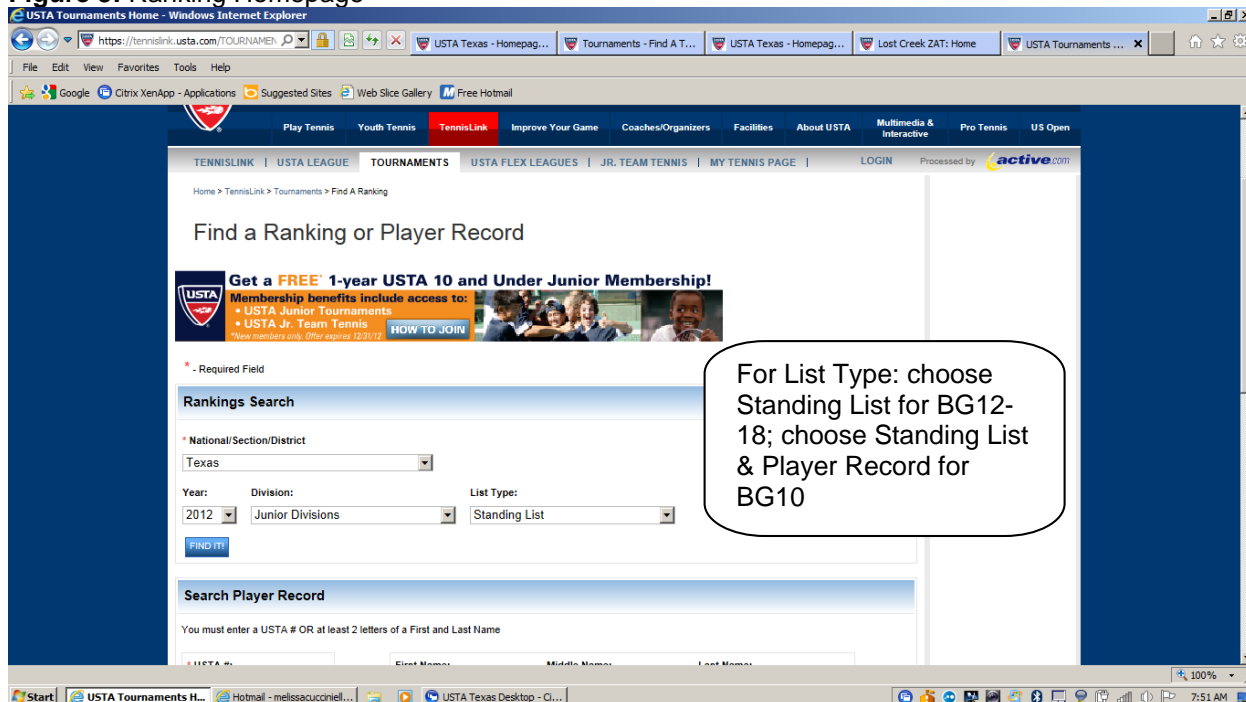 USTA Tournaments Home - Windows Internet Explorer
https://tennislink.usta.com/TOURNAMEN
USTA Texas - Homepag...
Tournaments - Find A T...
USTA Texas - Homepag...
Lost Creek ZAT: Home
USTA Tournaments ...
File Edit View Favorites Tools Help
Google Citrix XenApp - Applications Suggested Sites Web Slice Gallery Free Hotmail
Play Tennis Youth Tennis TennisLink Improve Your Game Coaches/Organizers Facilities About USTA Multimedia & Interactive Pro Tennis US Open
TENNISLINK | USTA LEAGUE TOURNAMENTS USTA FLEX LEAGUES | JR. TEAM TENNIS | MY TENNIS PAGE | LOGIN Processed by active.com
Home > TennisLink > Tournaments > Find A Ranking
Find a Ranking or Player Record
USTA
Get a FREE* 1-year USTA 10 and Under Junior Membership!
Membership benefits include access to:
• USTA Junior Tournaments
• USTA Jr. Team Tennis
*New members only. Offer expires 12/31/12
HOW TO JOIN
* - Required Field
Rankings Search
* National/Section/District
Texas
Year: Division: List Type:
2012 Junior Divisions Standing List
FIND IT!
For List Type: choose
Standing List for BG12-
18; choose Standing List
& Player Record for
BG10
Search Player Record
You must enter a USTA # OR at least 2 letters of a First and Last Name
100%
Start USTA Tournaments H... Hotmail - melissacucciniell... USTA Texas Desktop - Ci... 7:51 AM